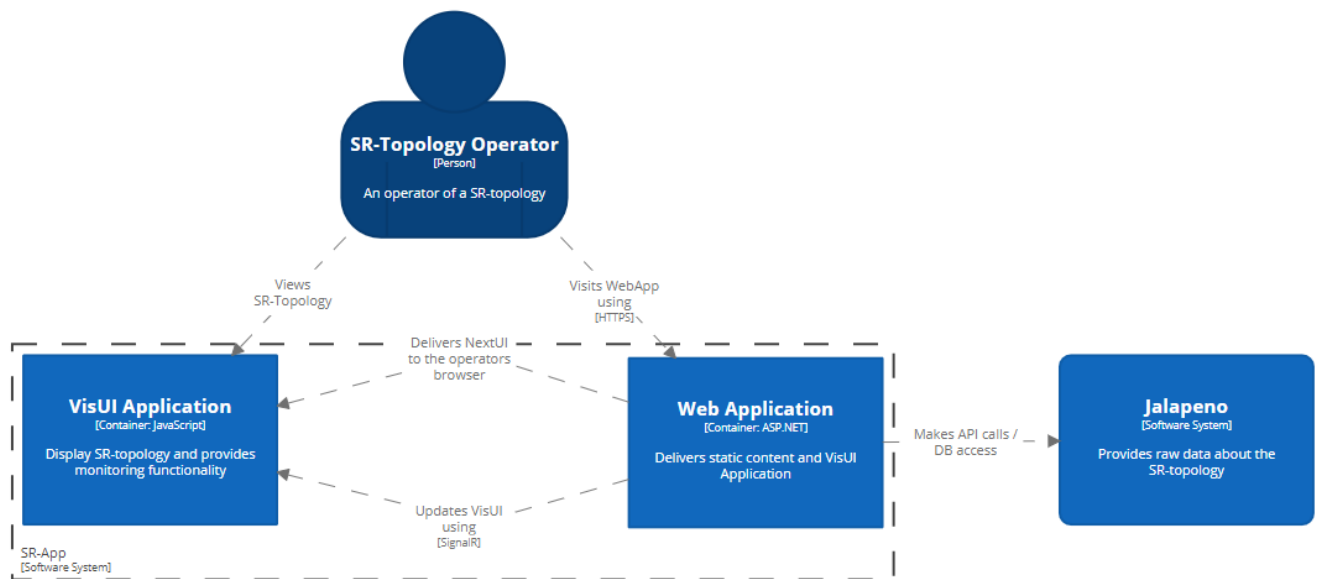 SR-Topology Operator
[Person]
An operator of a SR-topology
Views
SR-Topology
Visits WebApp
using
[HTTPS]
Delivers NextUI
to the operators
browser
VisUI Application
[Container: JavaScript]
Display SR-topology and provides
monitoring functionality
Web Application
[Container: ASP.NET]
Delivers static content and VisUI
Application
Makes API calls /
DB access
Jalapeno
[Software System]
Provides raw data about the
SR-topology
Updates VisUI
using
[SignalR]
SR-App
[Software System]